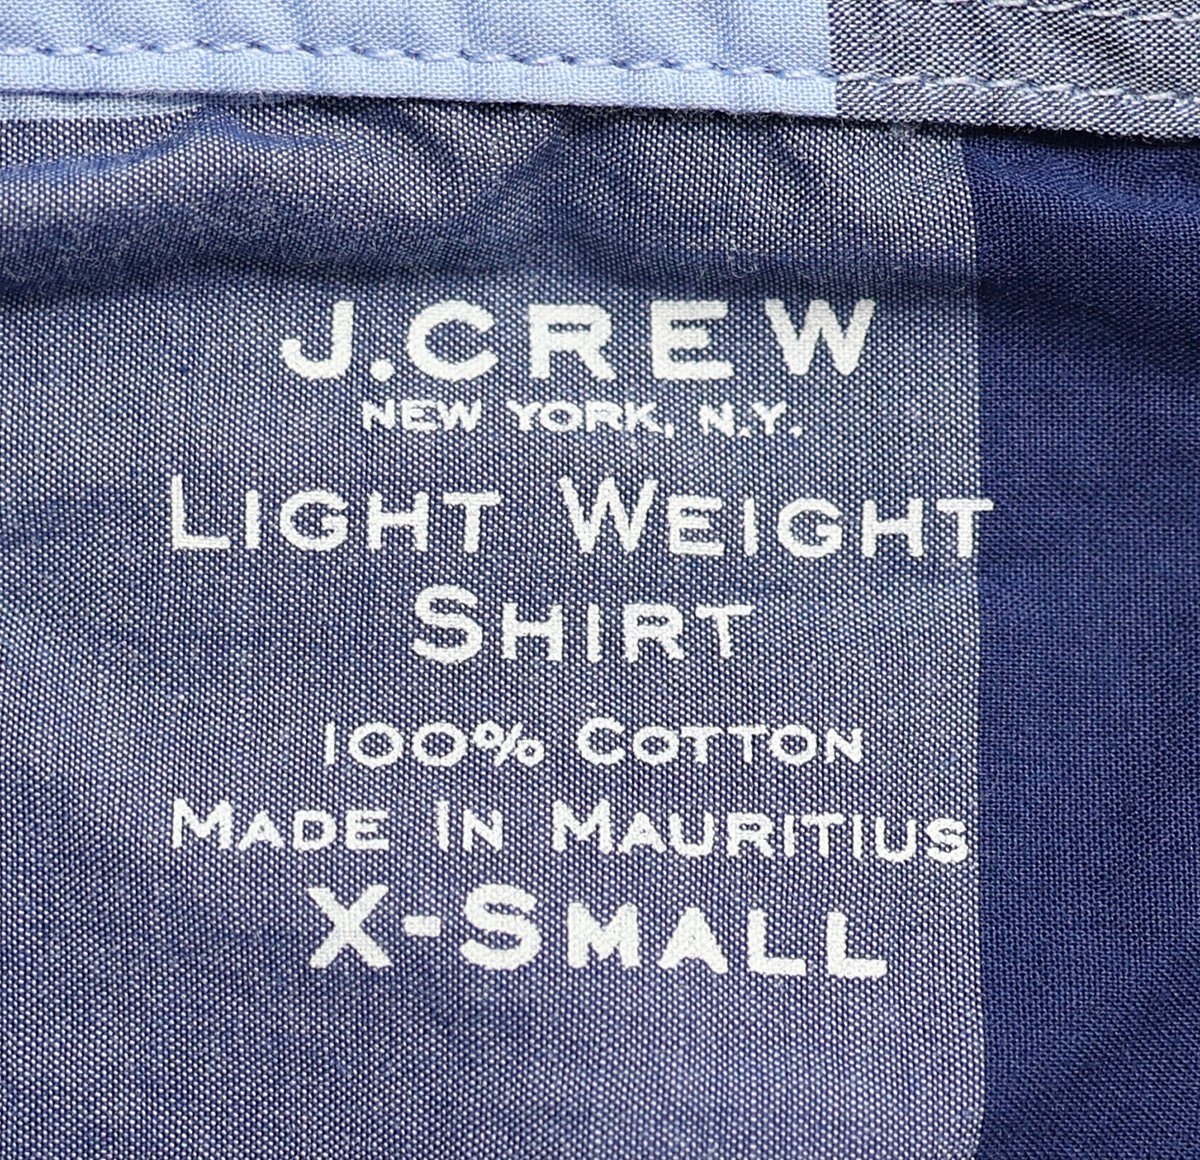 J.CREW
NEW YORK, N.Y.
LIGHT WEIGHT
SHIRT
100% COTTON
MADE IN MAURITIUS
X-SMALL